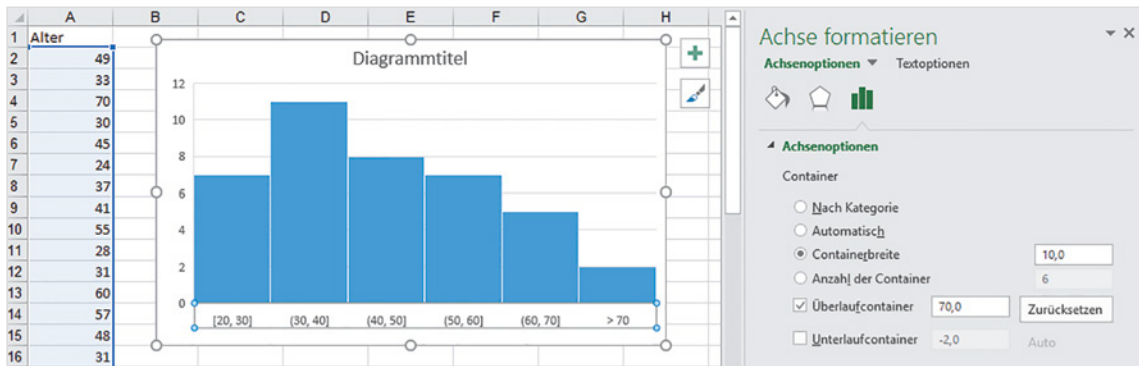 A B C D E F G H
1 Alter
2 49
3 33
4 70
5 30
6 45
7 24
8 37
9 41
10 55
11 28
12 31
13 60
14 57
15 48
16 31
Diagrammtitel
12
10
8
6
4
2
0
[20, 30] (30, 40] (40, 50] (50, 60] (60, 70] > 70
Achse formatieren
Achsenoptionen Textoptionen
Achsenoptionen
Container
Nach Kategorie
Automatisch
Containerbreite 10,0
Anzahl der Container 6
Überlaufcontainer 70,0 Zurücksetzen
Unterlaufcontainer -2,0 Auto